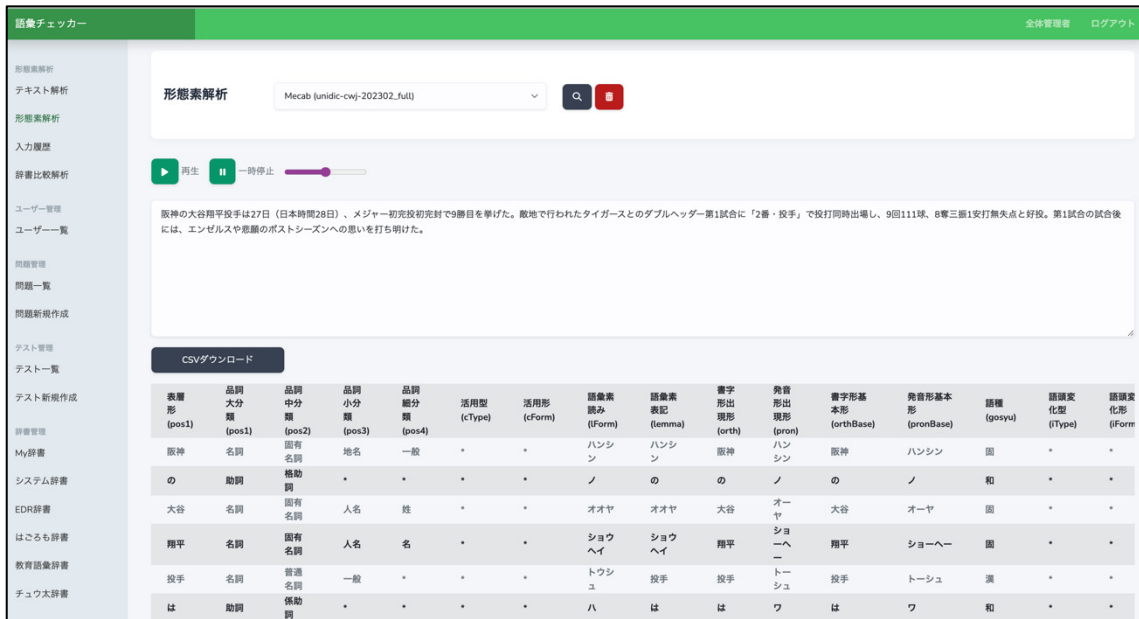 語彙チェッカー
全体管理者 ログアウト
形態素解析
テキスト解析
形態素解析
入力履歴
辞書比較解析
ユーザー管理
ユーザー一覧
問題管理
問題一覧
問題新規作成
テスト管理
テスト一覧
テスト新規作成
辞書管理
My辞書
システム辞書
EDR辞書
はごろも辞書
教育語彙辞書
チュウ太辞書
形態素解析 Mecab (unidic-cwj-202302_full)
再生 一時停止
阪神の大谷翔平投手は27日（日本時間28日）、メジャー初完投初完封で9勝目を挙げた。敵地で行われたタイガースとのダブルヘッダー第1試合に「2番・投手」で投打同時出場し、9回111球、8奪三振1安打無失点と好投。第1試合の試合後
には、エンゼルスや悲願のポストシーズンへの思いを打ち明けた。
CSVダウンロード
表層形(pos1) 品詞大分類(pos1) 品詞中分類(pos2) 品詞小分類(pos3) 品詞細分類(pos4) 活用型(cType) 活用形(cForm) 語彙素読み(lForm) 語彙素表記(lemma) 書字形出現形(orth) 発音形出現形(pron) 書字形基本形(orthBase) 発音形基本形(pronBase) 語種(gosyu) 語頭変化型(iType) 語頭変化形(iForm
阪神 名詞 固有名詞 地名 一般 * * ハンシン ハンシン 阪神 ハンシン 阪神 ハンシン 固 * *
の 助詞 格助詞 * * * * ノ の の ノ の ノ 和 * *
大谷 名詞 固有名詞 人名 姓 * * オオヤ オオヤ 大谷 オーヤ 大谷 オーヤ 固 * *
翔平 名詞 固有名詞 人名 名 * * ショウヘイ ショウヘイ 翔平 ショーヘー 翔平 ショーヘー 固 * *
投手 名詞 普通名詞 一般 * * * トウシュ 投手 投手 トーシュ 投手 トーシュ 漢 * *
は 助詞 係助詞 * * * * ハ は は ワ は ワ 和 * *